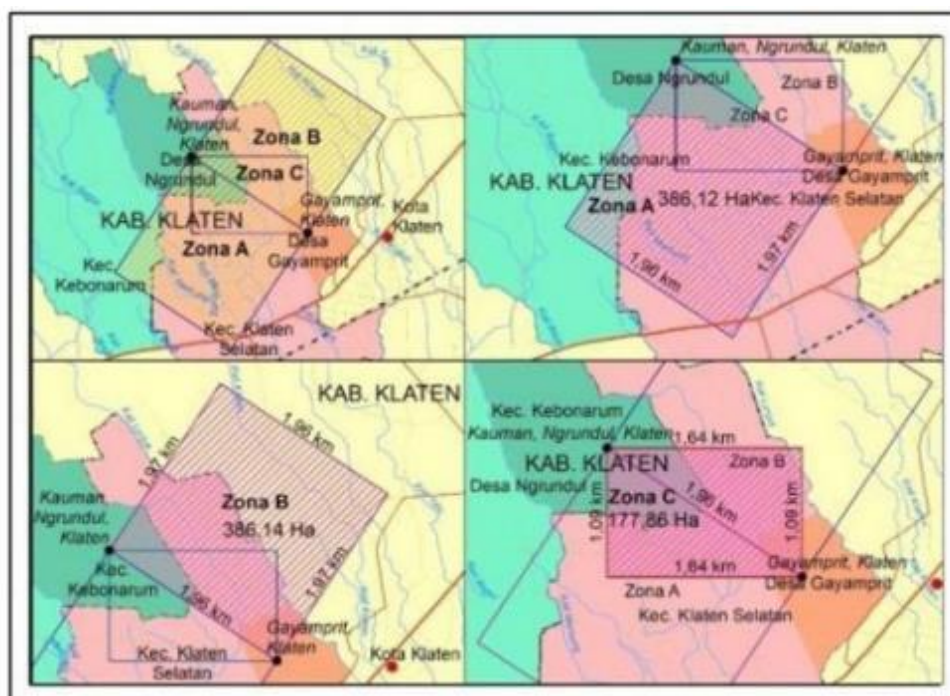 Kauman,
Ngrundul,
Klaten
Desa
Ngrundul
Zona B
Zona C
KAB. KLATEN
Gayamprit,
Klaten
Kota
Klaten
Zona A
Desa
Gayamprit
Kec.
Kebonarum
Kec. Klaten
Selatan
Kauman, Ngrundul, Klaten
Desa Ngrundul
Zona B
Zona C
Kec. Kebonarum
Gayamprit, Klaten
Desa Gayamprit
KAB. KLATEN
Zona A
386,12 Ha
Kec. Klaten Selatan
1,96 km
1,97 km
KAB. KLATEN
1,97 km
1,96 km
Kauman,
Ngrundul,
Klaten
Zona B
386,14 Ha
Kec.
Kebonarum
1,96 km
1,97 km
Gayamprit,
Klaten
Kec. Klaten
Selatan
Kota Klaten
Kec. Kebonarum
Kauman, Ngrundul, Klaten
1,64 km
KAB. KLATEN
Zona B
Desa Ngrundul
Zona C
1,96 km
177,86 Ha
1,09 km
1,09 km
1,64 km
Gayamprit, Klaten
Desa Gayamprit
Zona A
Kec. Klaten Selatan